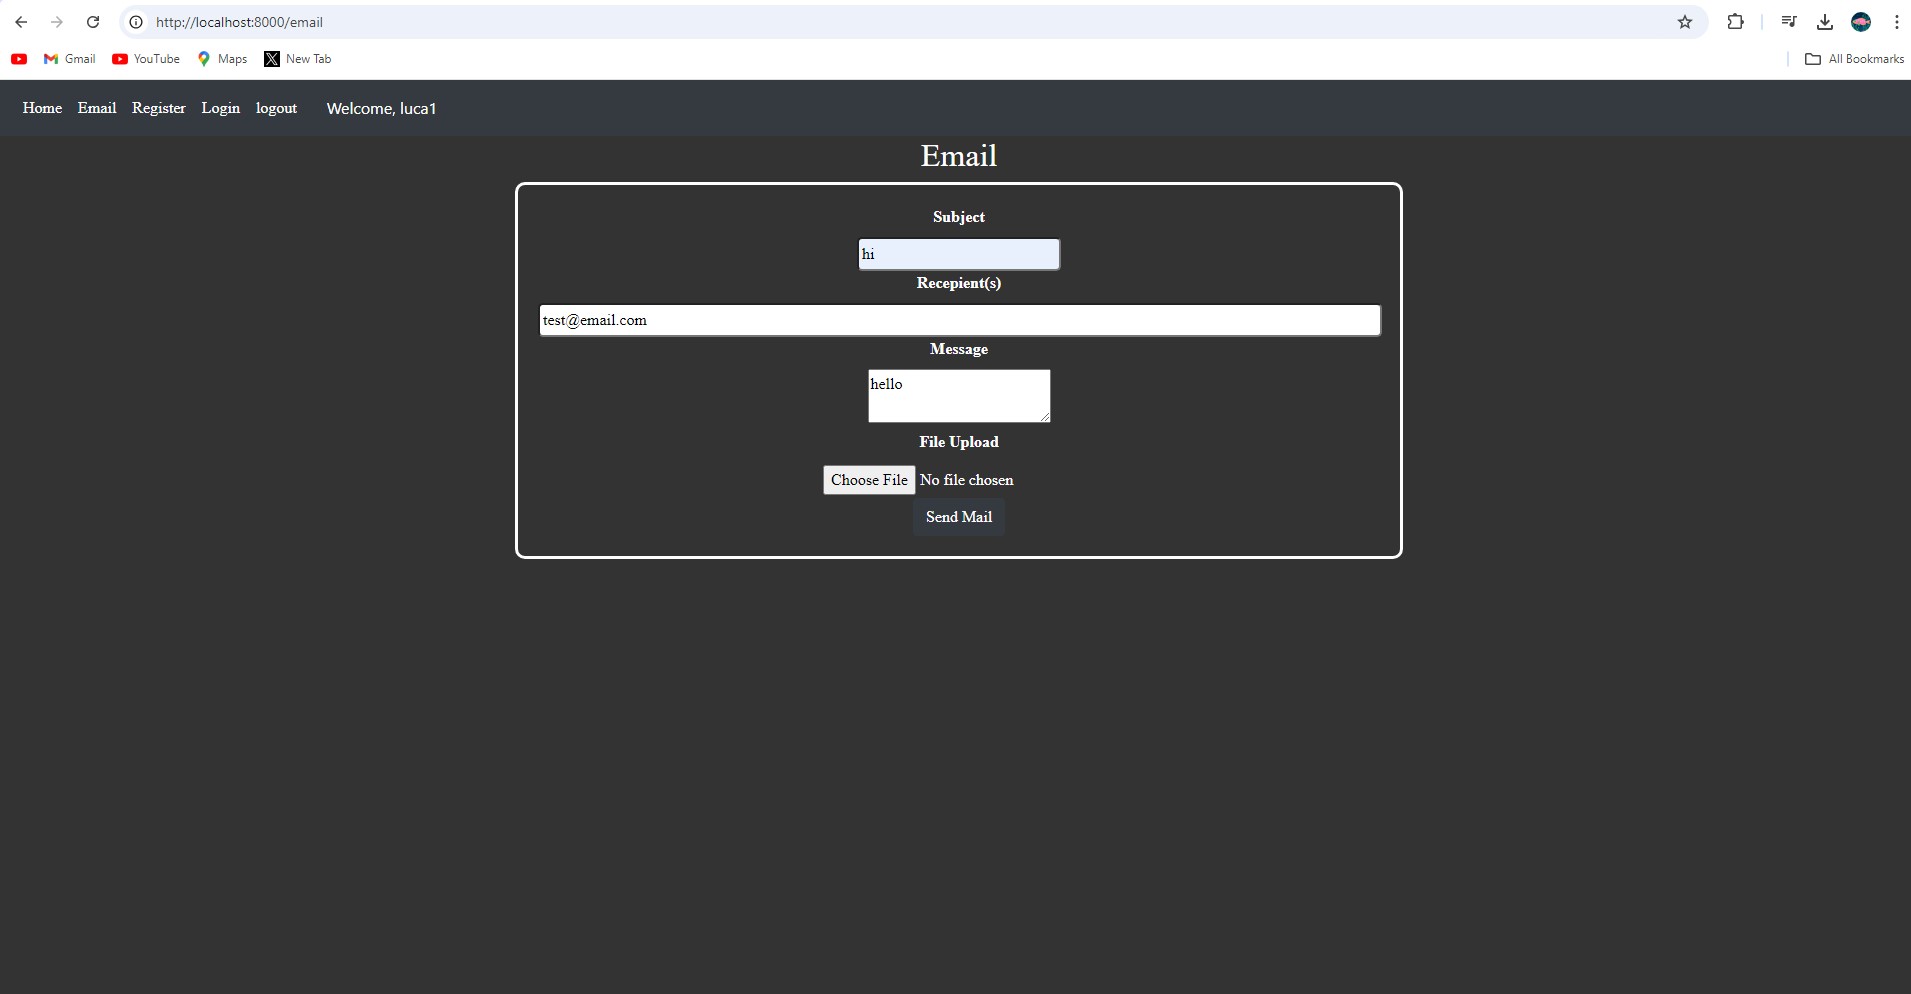 http://localhost:8000/email
Gmail YouTube Maps New Tab All Bookmarks
Home Email Register Login logout Welcome, luca1
Email
Subject
hi
Recepient(s)
test@email.com
Message
hello
File Upload
Choose File No file chosen
Send Mail